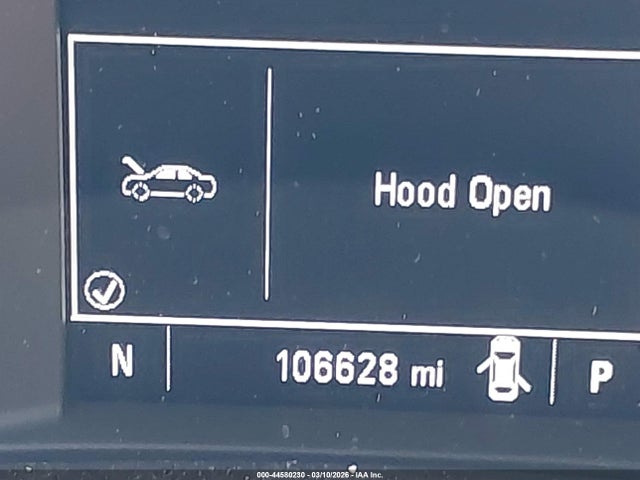 Hood Open
N 106628 mi P
000-44580230 - 03/10/2026 - IAA Inc.